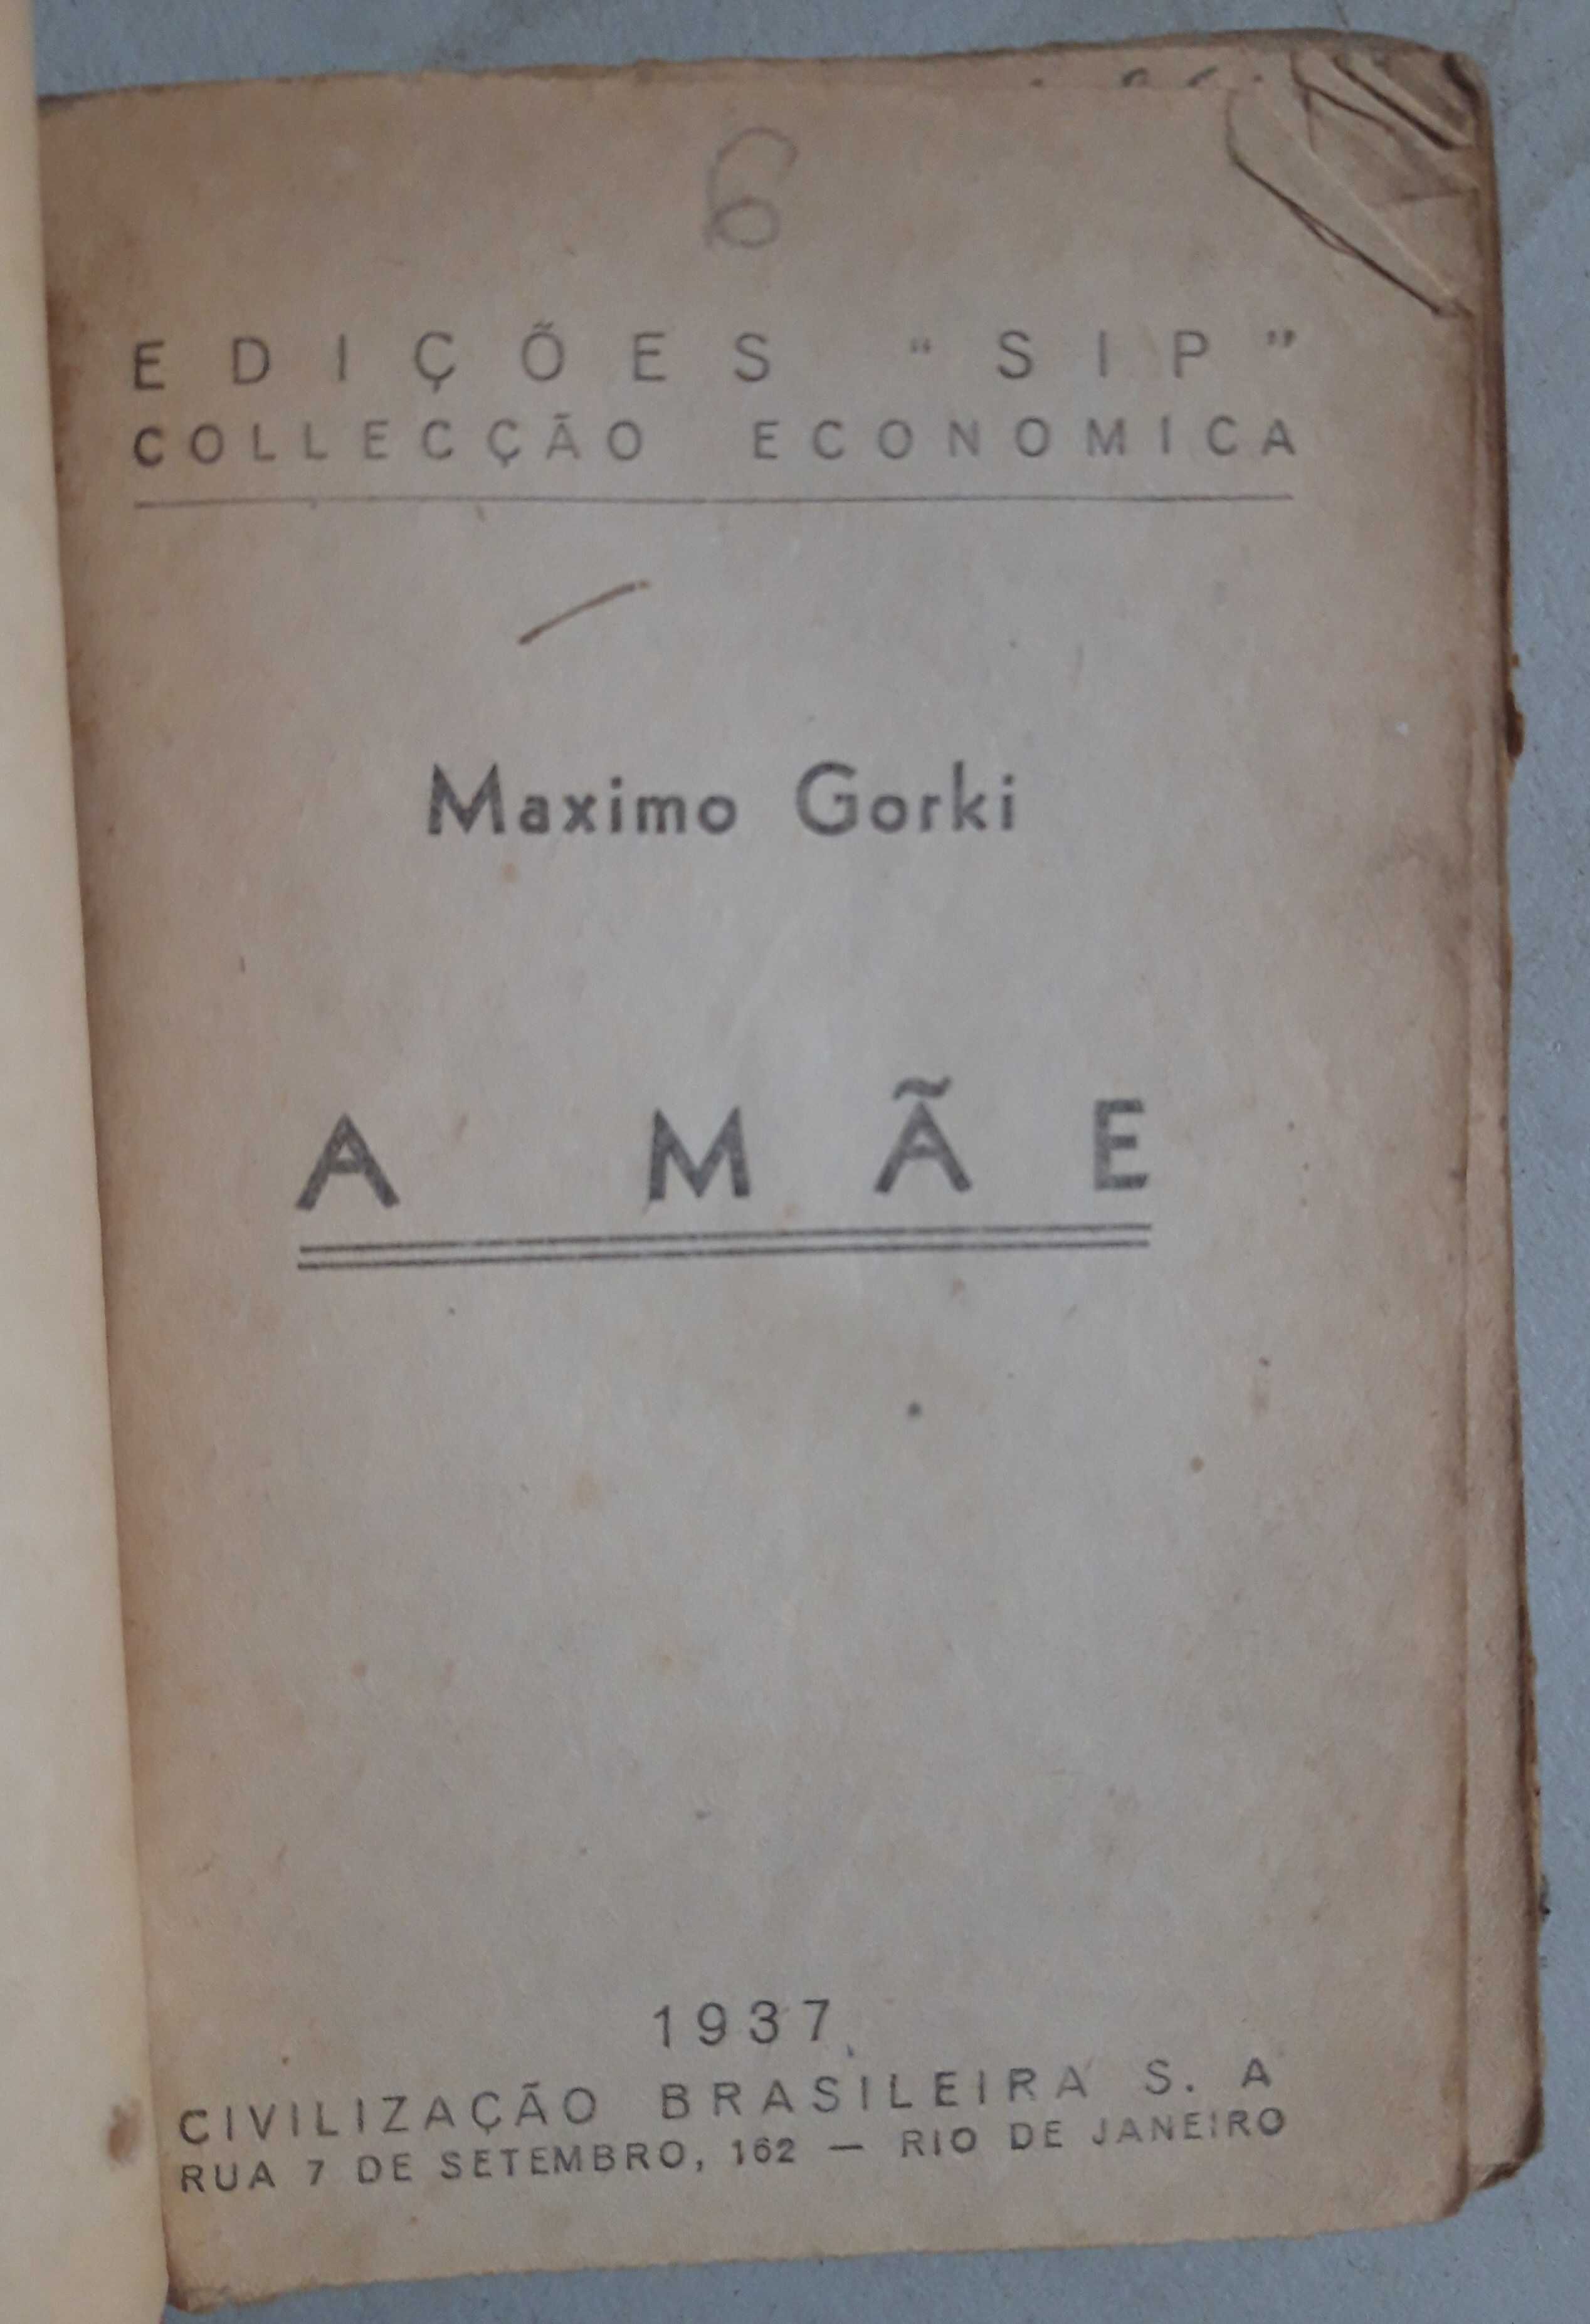 6
EDIÇÕES "SIP"
COLLECÇÃO ECONOMICA
Maximo Gorki
A MÃE
1937
CIVILIZAÇÃO BRASILEIRA S. A
RUA 7 DE SETEMBRO, 162 — RIO DE JANEIRO